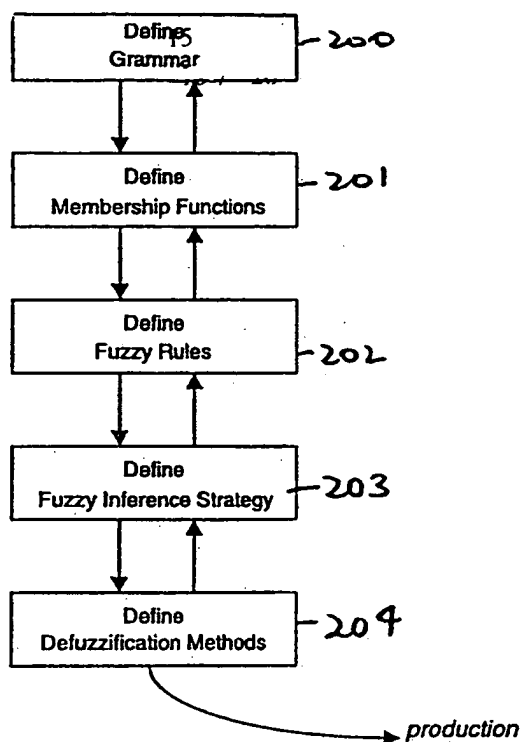 Define
15
Grammar
200
Define
Membership Functions
201
Define
Fuzzy Rules
202
Define
Fuzzy Inference Strategy
203
Define
Defuzzification Methods
204
production